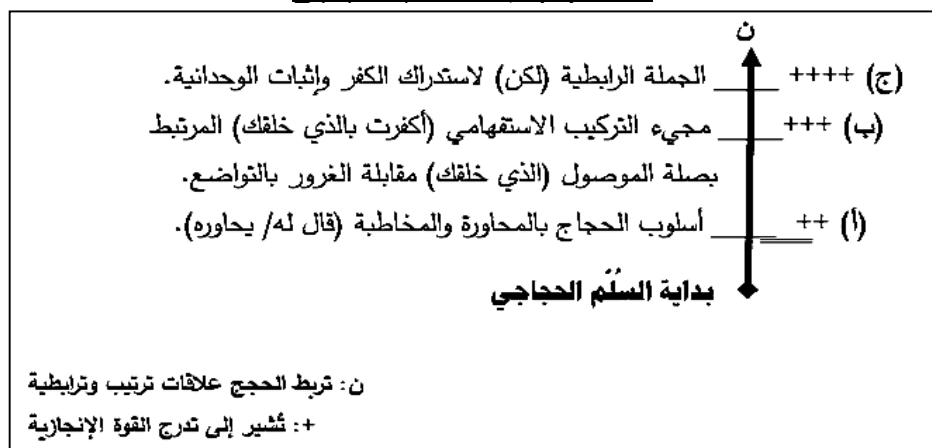 ن
(ج) ++++ الجملة الرابطية (لكن) لاستدراك الكفر وإثبات الوحدانية.
(ب) +++ مجيء التركيب الاستفهامي (أكفرت بالذي خلقك) المرتبط
بصلة الموصول (الذي خلقك) مقابلة الغرور بالتواضع.
(أ) ++ أسلوب الحجاج بالمحاورة والمخاطبة (قال له/ يحاوره).
بداية السُلّم الحجاجي
ن: تربط الحجج علاقات ترتيب وترابطية
+: تُشير إلى تدرج القوة الإنجازية